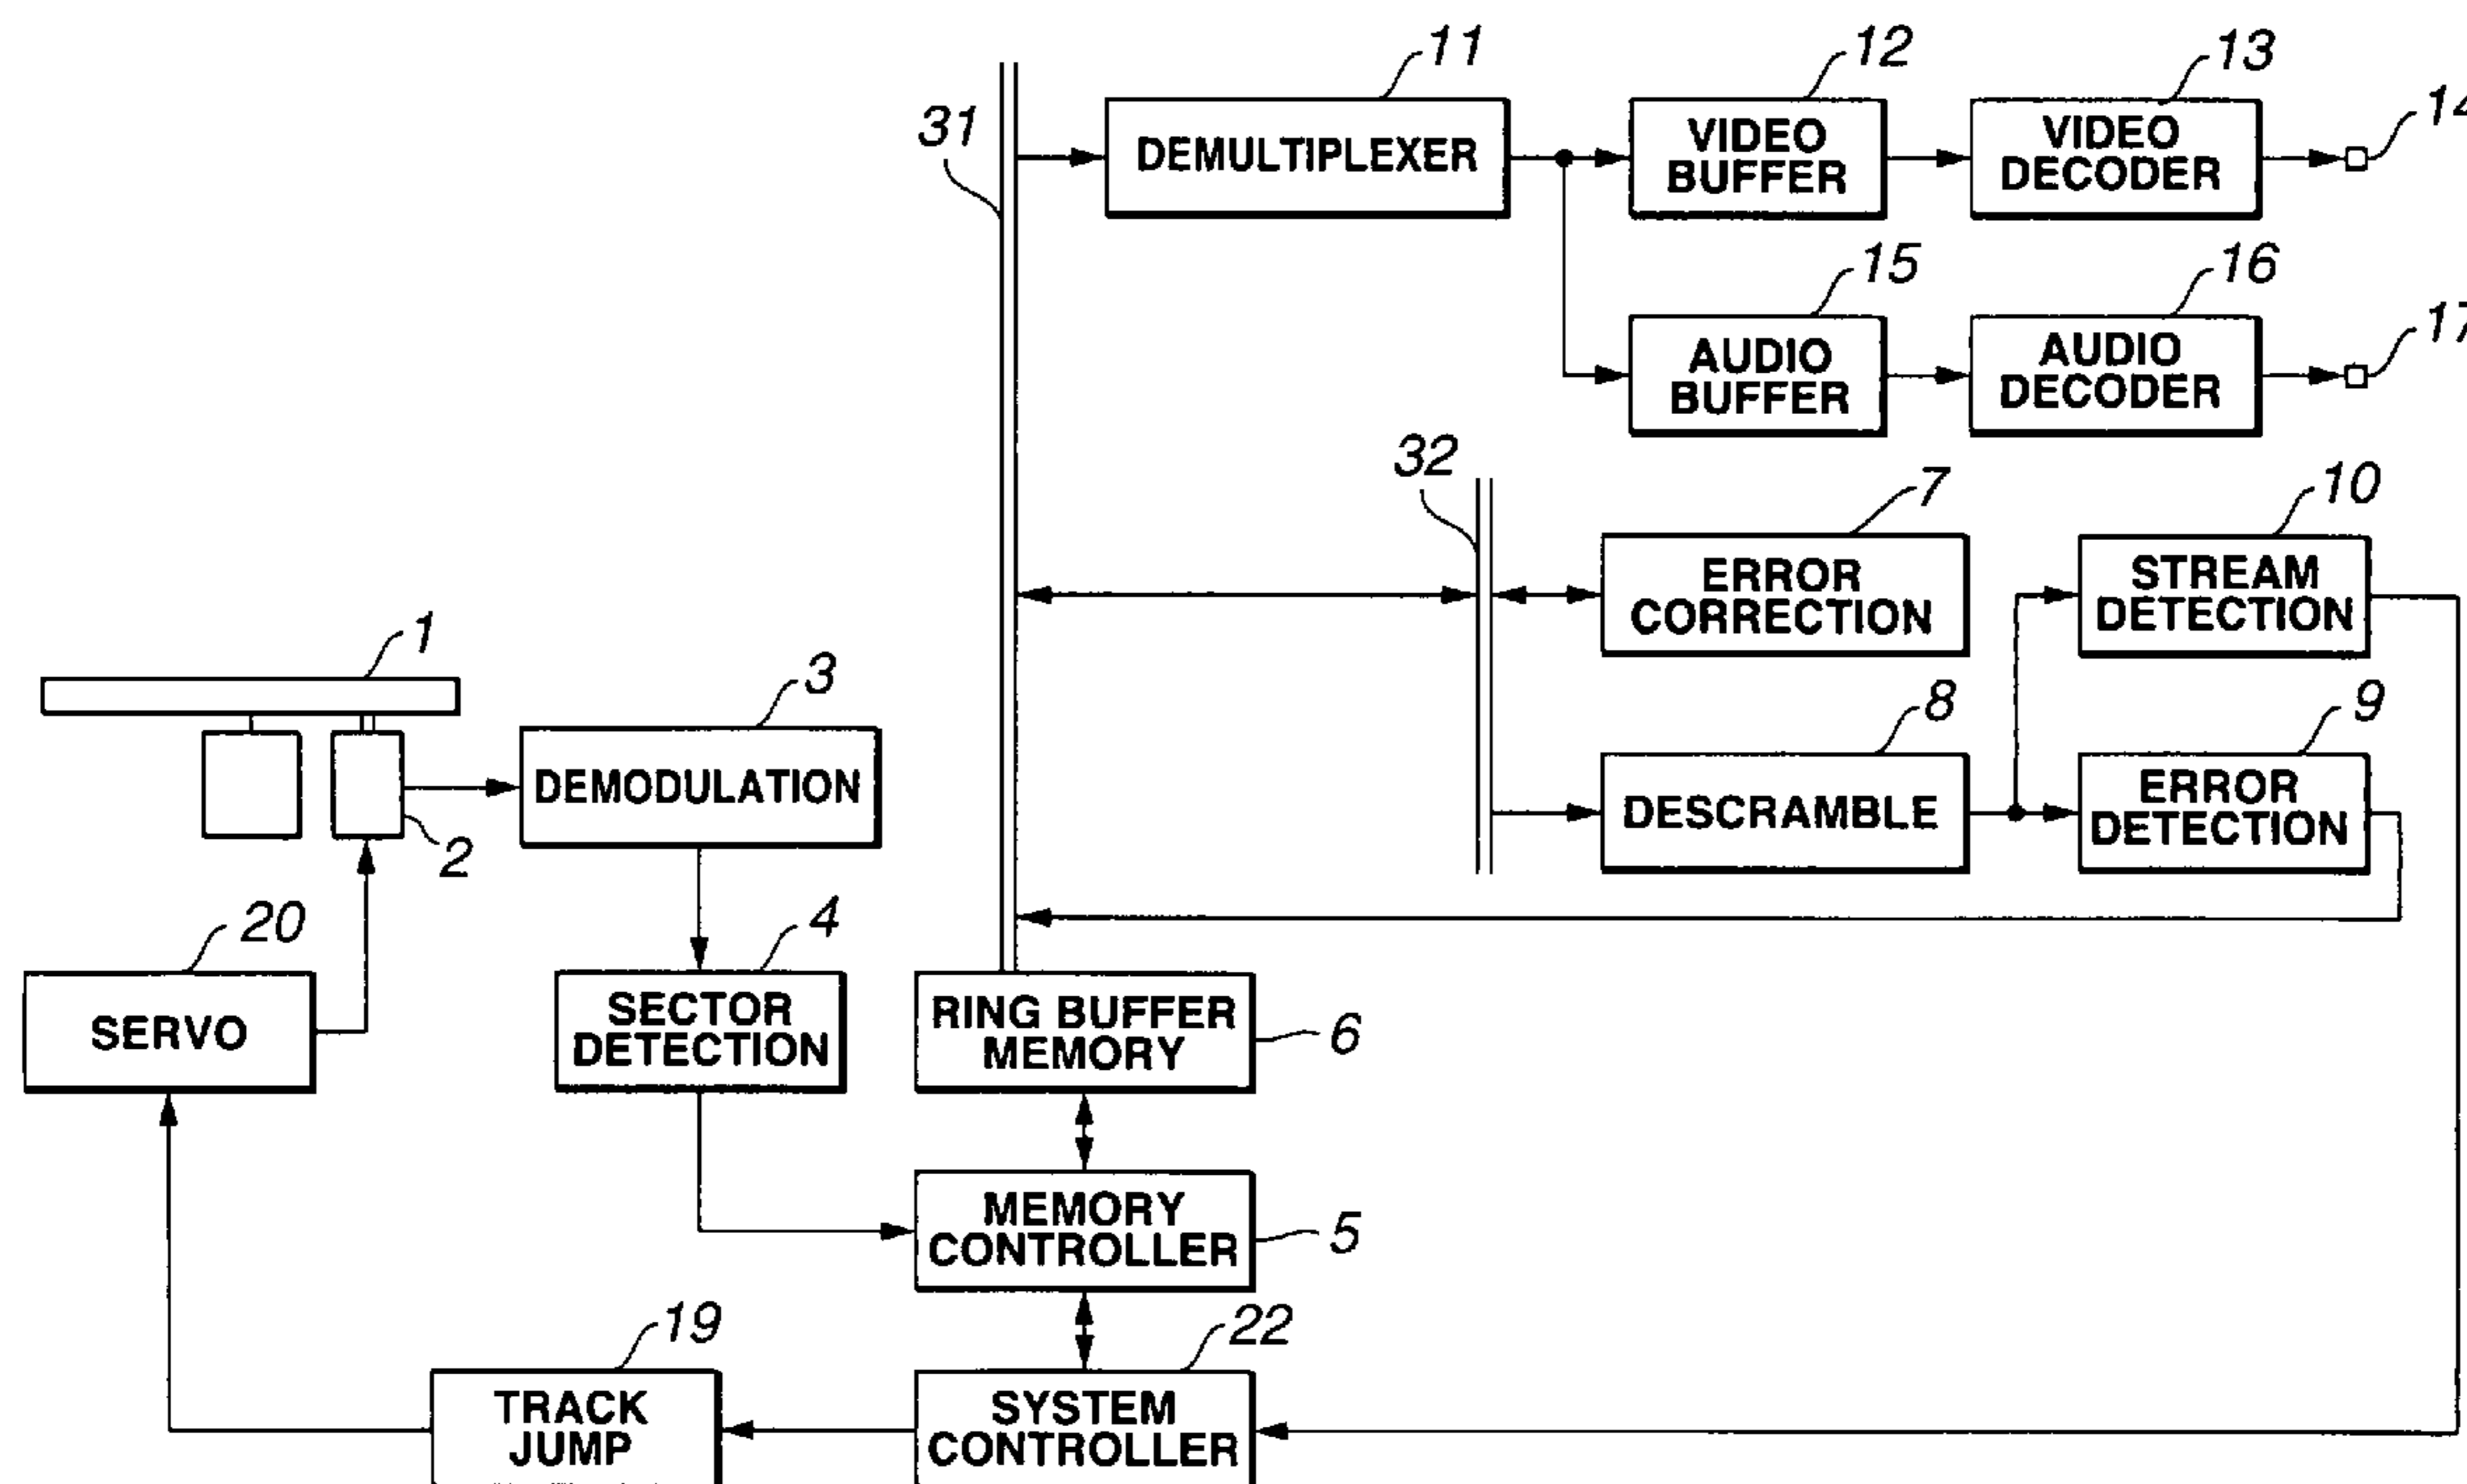 11
12
13
14
31
DEMULTIPLEXER
VIDEO
BUFFER
VIDEO
DECODER
15
16
17
AUDIO
BUFFER
AUDIO
DECODER
32
7
10
ERROR
CORRECTION
STREAM
DETECTION
1
3
8
9
DEMODULATION
DESCRAMBLE
ERROR
DETECTION
2
20
4
SERVO
SECTOR
DETECTION
RING BUFFER
MEMORY
6
MEMORY
CONTROLLER
5
19
22
TRACK
JUMP
SYSTEM
CONTROLLER